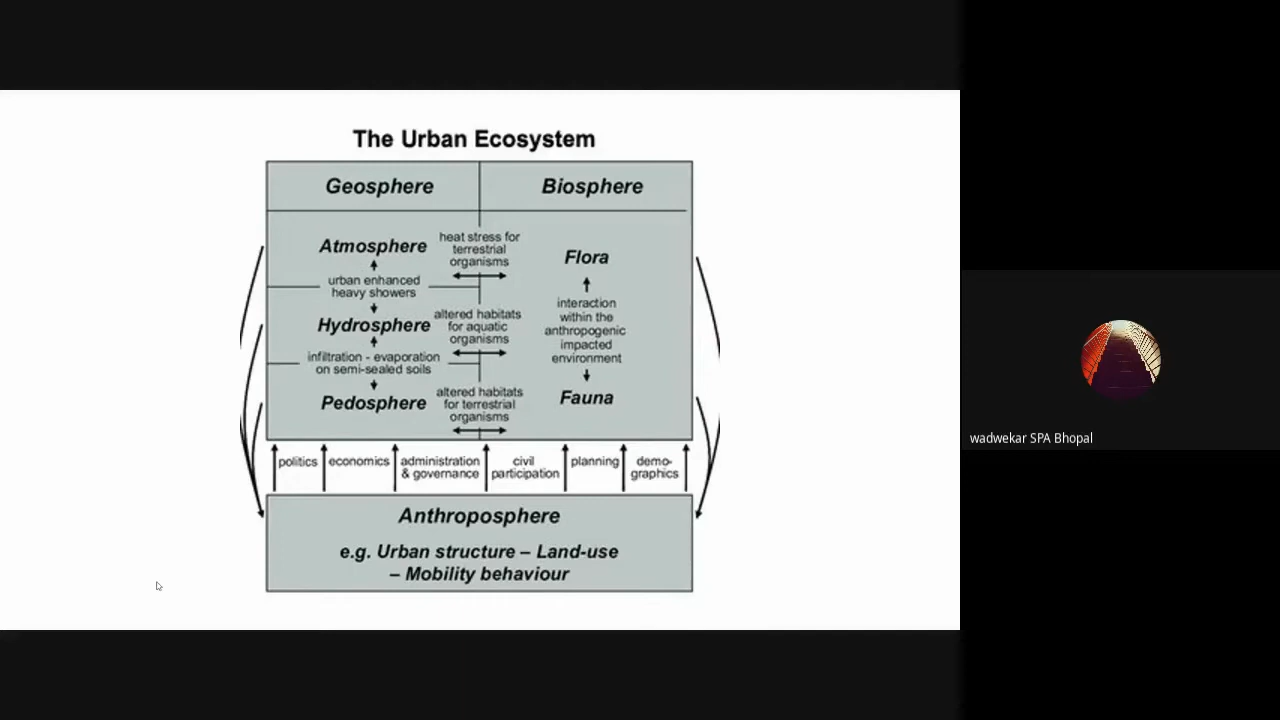 The Urban Ecosystem
Geosphere
Biosphere
Atmosphere
urban enhanced
heavy showers
Hydrosphere
infiltration - evaporation
on semi-sealed soils
Pedosphere
heat stress for
terrestrial
organisms
altered habitats
for aquatic
organisms
altered habitats
for terrestrial
organisms
Flora
interaction
within the
anthropogenic
impacted
environment
Fauna
politics
economics
administration
& governance
civil
participation
planning
demo-
graphics
Anthroposphere
e.g. Urban structure – Land-use
– Mobility behaviour
wadwekar SPA Bhopal